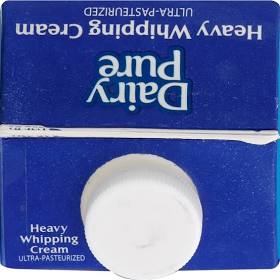 Heavy Whipping Cream
ULTRA-PASTEURIZED
Dairy
Pure
Heavy
Whipping
Cream
ULTRA-PASTEURIZED